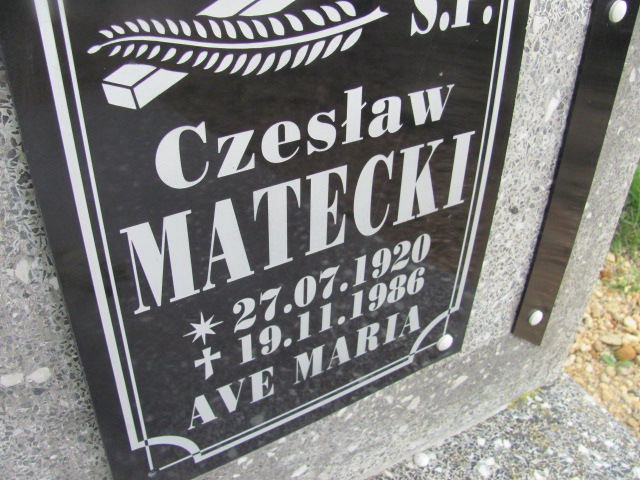 Ś.P.
Czesław
MATECKI
* 27.07.1920
✝ 19.11.1986
AVE MARIA